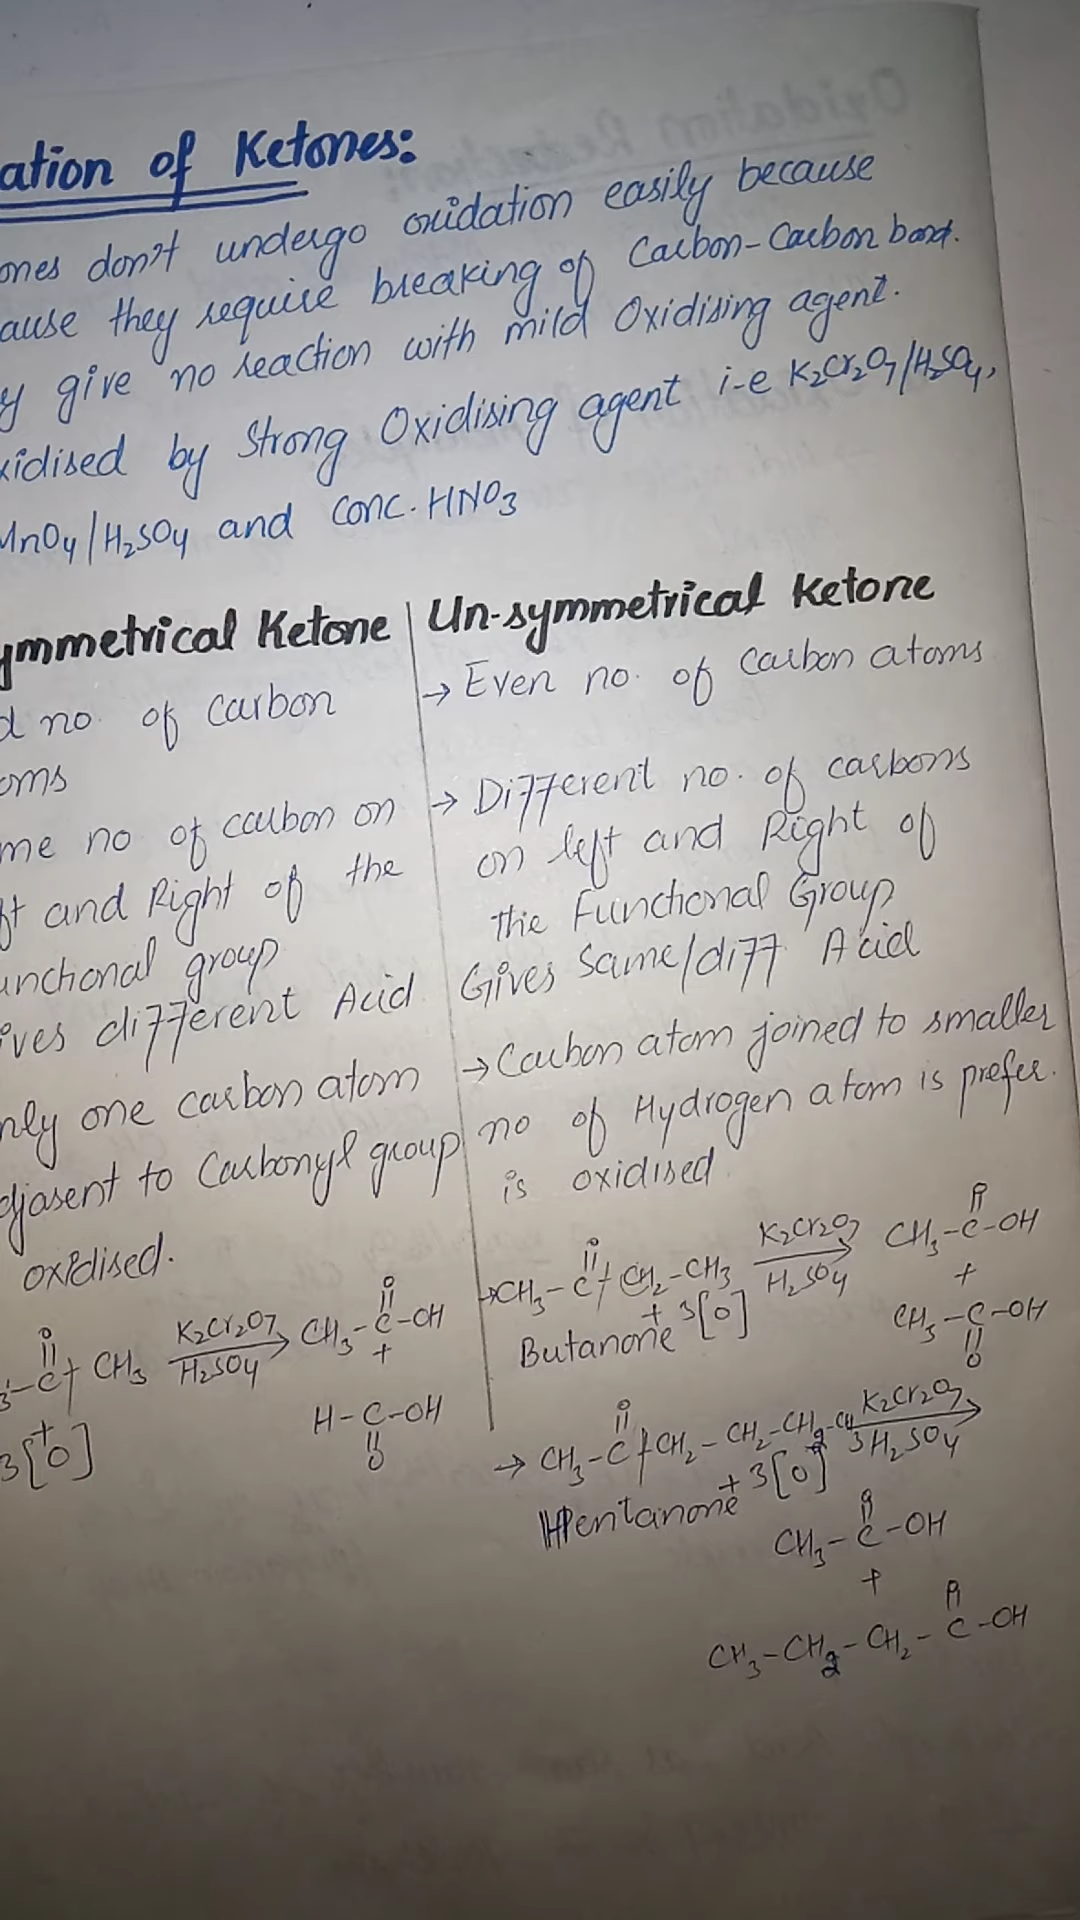 ation of Ketones:
ones don't undergo oxidation easily because
ause they require breaking of Carbon-Carbon bond.
y give no reaction with mild Oxidising agent.
xidised by Strong Oxidising agent i-e K₂Cr₂O₇/H₂SO₄,
MnO₄/H₂SO₄ and Conc. HNO₃
ymmetrical Ketone
d no. of Carbon
oms
me no of carbon on
ft and Right of the
unctional group
ives different Acid
nly one carbon atom
djasent to Carbonyl group
oxidised.
O
3-C+CH₃ K₂Cr₂O₇ CH₃-C-OH
H₂SO₄
+
3[O]
H-C-OH
O
Un-symmetrical Ketone
→ Even no. of Carbon atoms
→ Different no. of carbons
on left and Right of
the Functional Group
Gives Same/diff Acid
→ Carbon atom joined to smaller
no of Hydrogen atom is prefer.
is oxidised
→CH₃-C+CH₂-CH₃ K₂Cr₂O₇ CH₃-C-OH
O
H₂SO₄
+
Butanone + 3[O]
CH₃-C-OH
O
→ CH₃-C+CH₂-CH₂-CH₂-CH₃ K₂Cr₂O₇
O
H₂SO₄
+ 3[O]
CH₃-C-OH
O
+
CH₃-CH₂-CH₂-C-OH
O